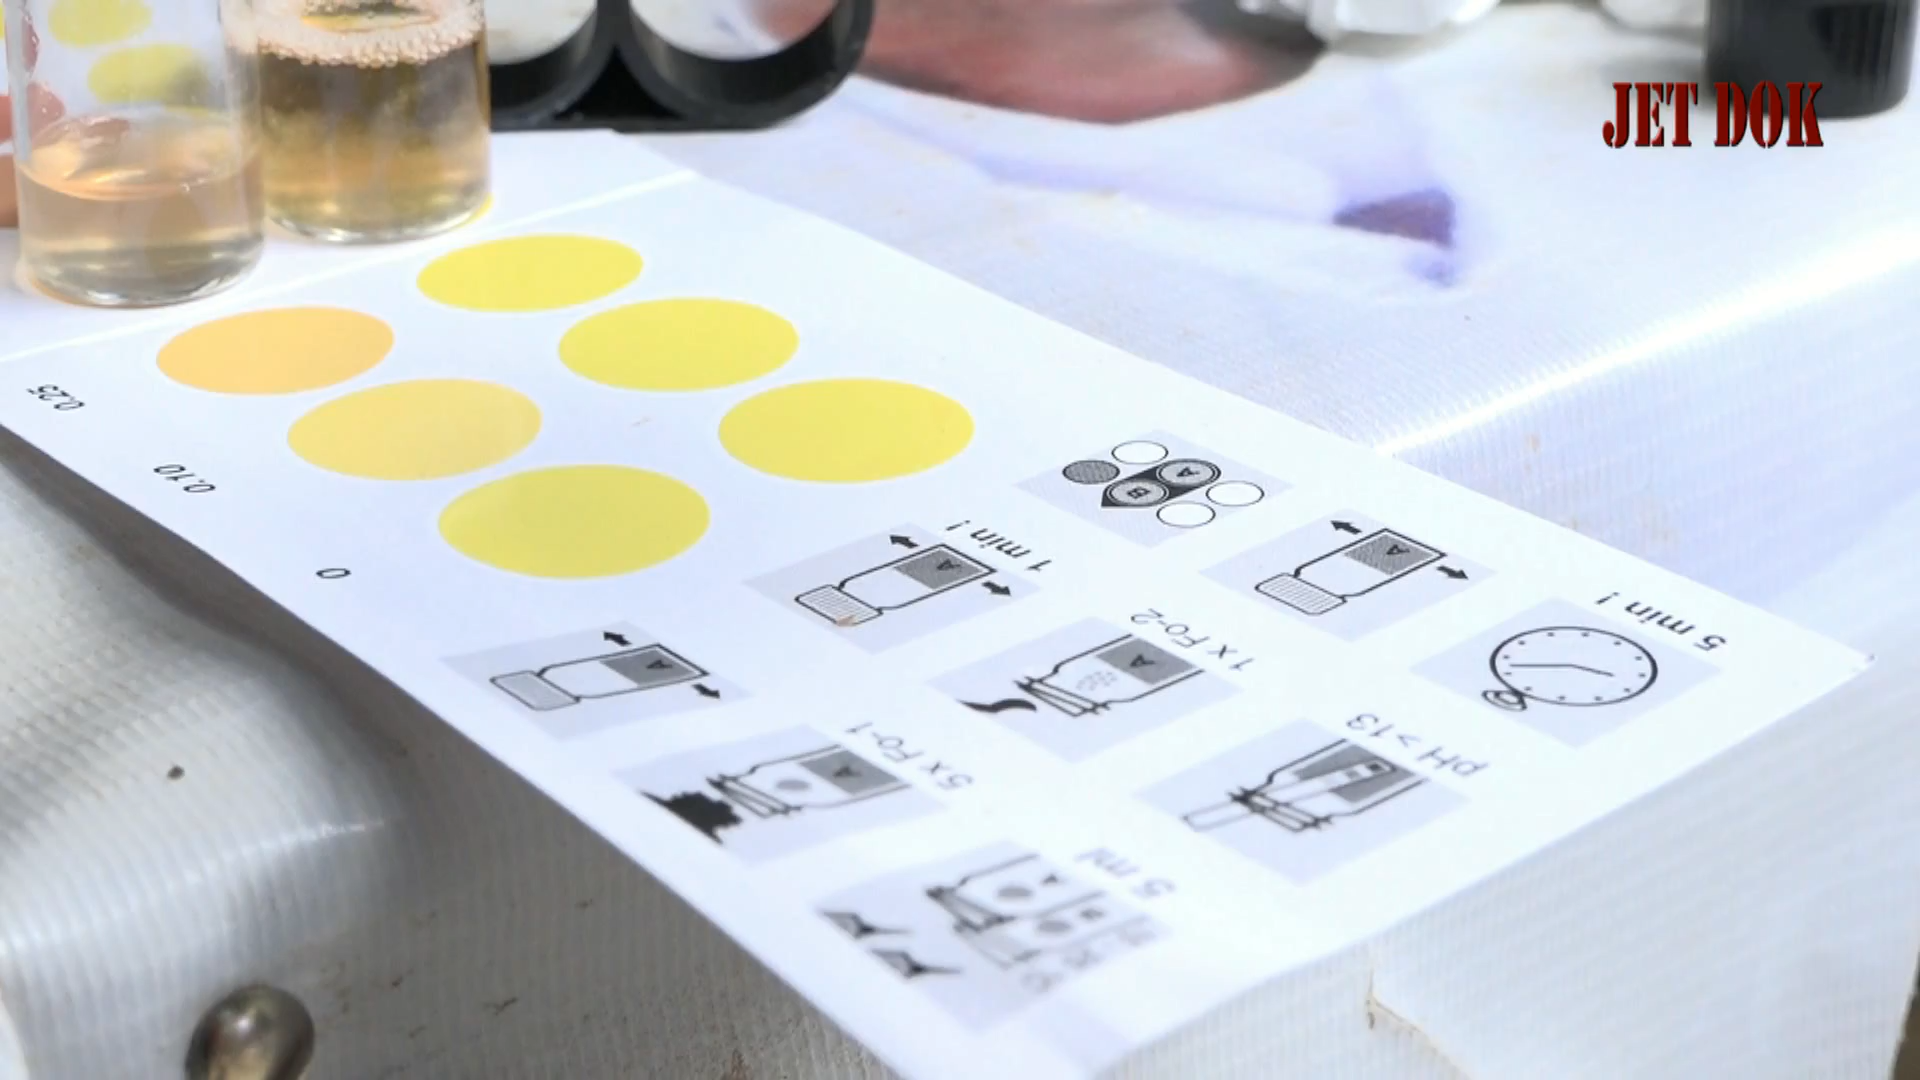 JET DOK
0.25
0.10
0
5 ml
5 x Fo-1
1 x Fo-2
1 min !
pH >13
5 min !
A
A
A
A
A
A
B